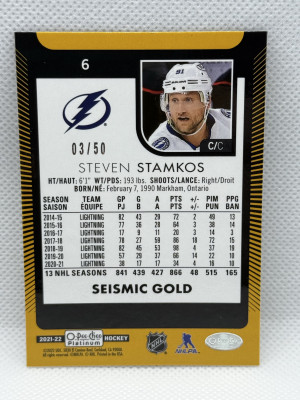 6
91
03/50
C/C
STEVEN STAMKOS
HT/HAUT: 6'1" WT/PDS: 193 lbs. SHOOTS/LANCE: Right/Droit
BORN/NÉ: February 7, 1990 Markham, Ontario
SEASON SAISON TEAM ÉQUIPE GP PJ G B A A PTS PTS +/- +/- PIM PUN PPG BAN
2014-15 LIGHTNING 82 43 29 72 2 49 13
2015-16 LIGHTNING 77 36 28 64 3 38 14
2016-17 LIGHTNING 17 9 11 20 3 14 3
2017-18 LIGHTNING 78 27 59 86 18 72 15
2018-19 LIGHTNING 82 45 53 98 4 37 19
2019-20 LIGHTNING 57 29 37 66 14 22 10
2020-21 LIGHTNING 38 17 17 34 4 16 10
13 NHL SEASONS 841 439 427 866 48 515 165
SEISMIC GOLD
2021-22 O-Pee-Chee Platinum HOCKEY
NHL
NHLPA